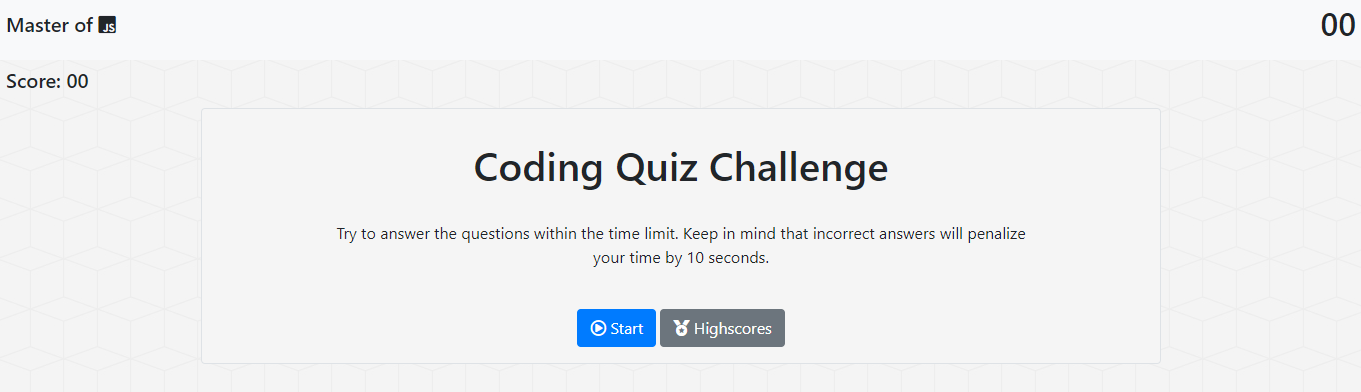 Master of JS
00
Score: 00
Coding Quiz Challenge
Try to answer the questions within the time limit. Keep in mind that incorrect answers will penalize
your time by 10 seconds.
Start
Highscores